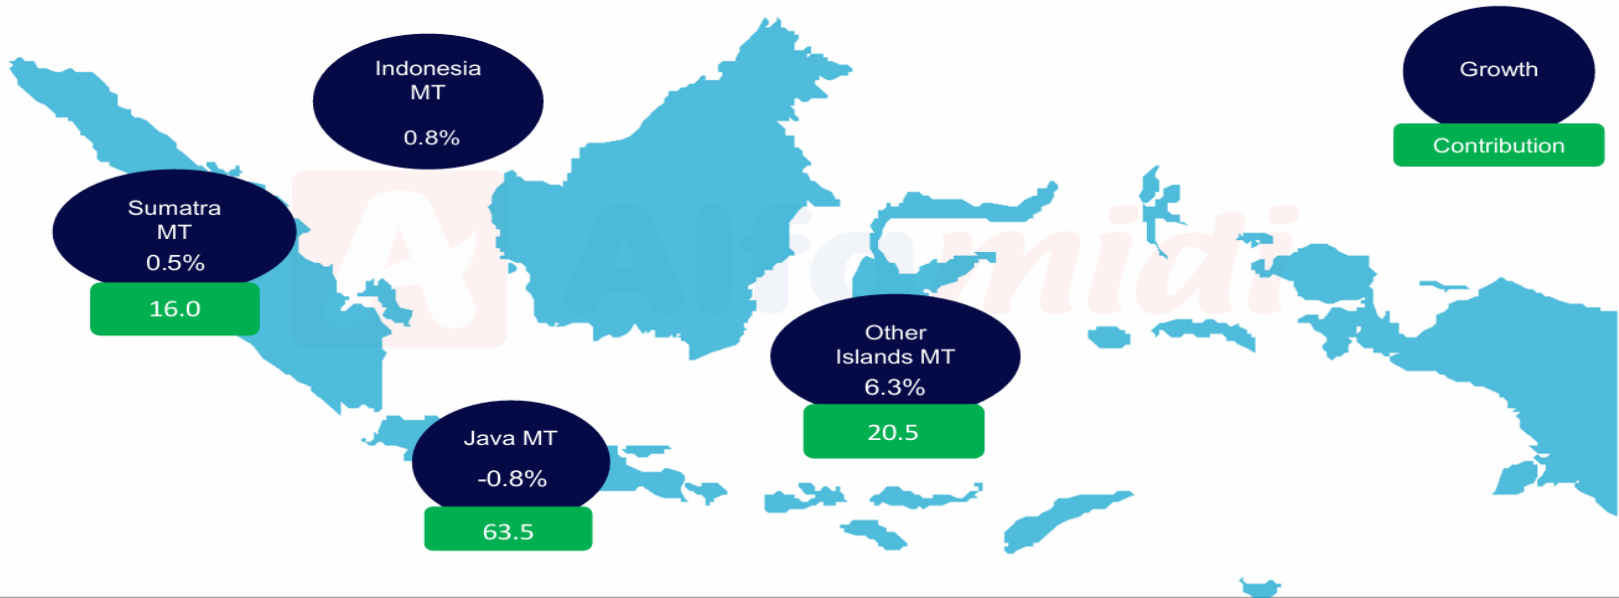 Indonesia
MT
0.8%
Growth
Contribution
Sumatra
MT
0.5%
16.0
Alfamidi
Other
Islands MT
6.3%
20.5
Java MT
-0.8%
63.5